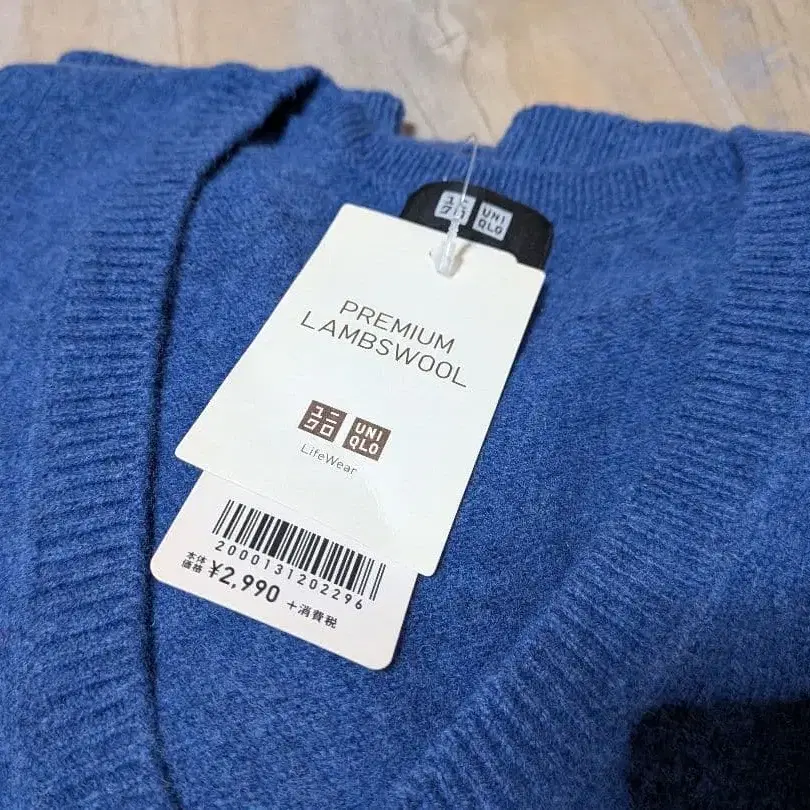 ユニ UNI
クロ QLO
PREMIUM
LAMBSWOOL
ユニ UNI
クロ QLO
LifeWear
2000131202296
本体
価格 ¥2,990 +消費税